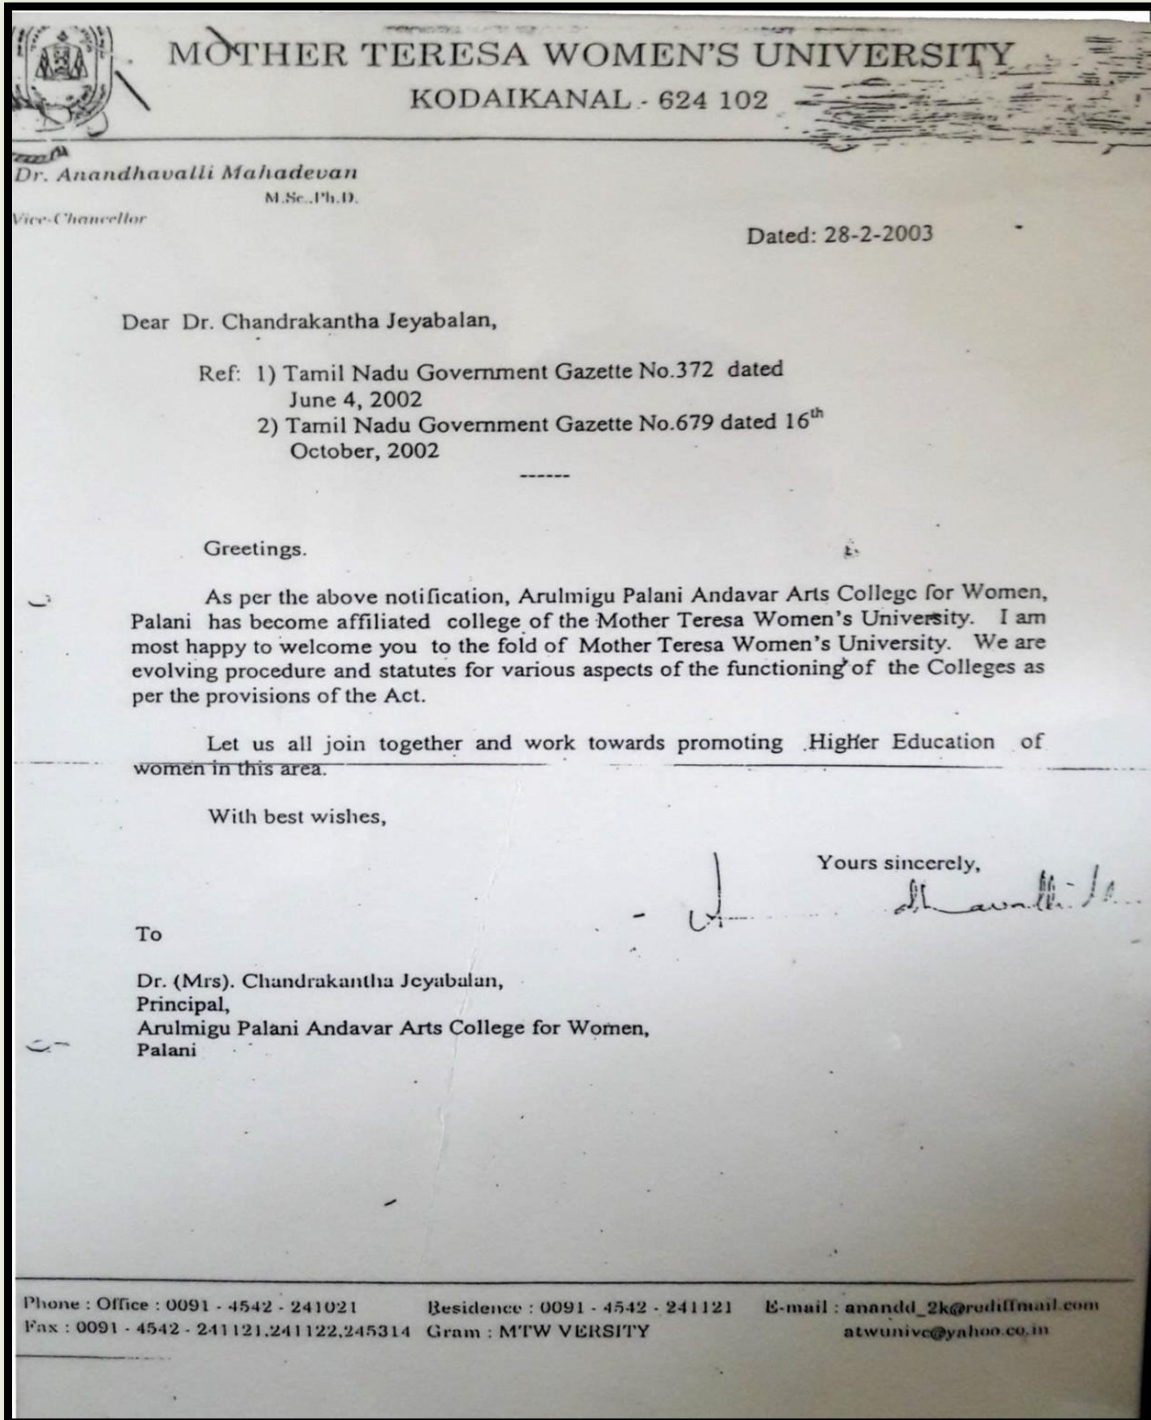 MOTHER TERESA WOMEN'S UNIVERSITY
KODAIKANAL - 624 102
Dr. Anandhavalli Mahadevan
M.Sc.,Ph.D.
Vice-Chancellor
Dated: 28-2-2003
Dear Dr. Chandrakantha Jeyabalan,
Ref: 1) Tamil Nadu Government Gazette No.372 dated
June 4, 2002
2) Tamil Nadu Government Gazette No.679 dated 16th
October, 2002
------
Greetings.
As per the above notification, Arulmigu Palani Andavar Arts College for Women,
Palani has become affiliated college of the Mother Teresa Women's University. I am
most happy to welcome you to the fold of Mother Teresa Women's University. We are
evolving procedure and statutes for various aspects of the functioning of the Colleges as
per the provisions of the Act.
Let us all join together and work towards promoting Higher Education of
women in this area.
With best wishes,
Yours sincerely,
To
Dr. (Mrs). Chandrakantha Jeyabalan,
Principal,
Arulmigu Palani Andavar Arts College for Women,
Palani
Phone : Office : 0091 - 4542 - 241021 Residence : 0091 - 4542 - 241121 E-mail : anandd_2k@rediffmail.com
Fax : 0091 - 4542 - 241121,241122,245314 Gram : MTW VERSITY atwunivc@yahoo.co.in